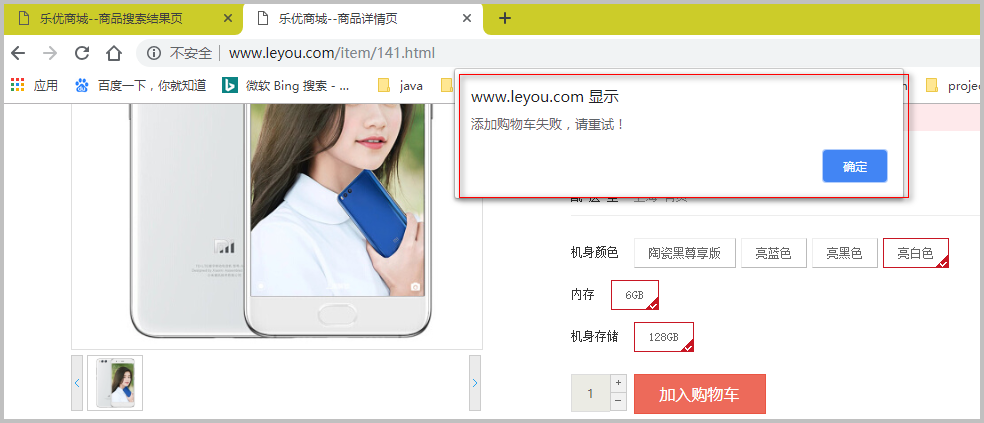 乐优商城--商品搜索结果页
乐优商城--商品详情页
不安全
www.leyou.com/item/141.html
应用
百度一下，你就知道
微软 Bing 搜索 - ...
java
projec
www.leyou.com 显示
添加购物车失败，请重试！
确定
机身颜色
陶瓷黑尊享版
亮蓝色
亮黑色
亮白色
内存
6GB
机身存储
128GB
1
+
−
加入购物车